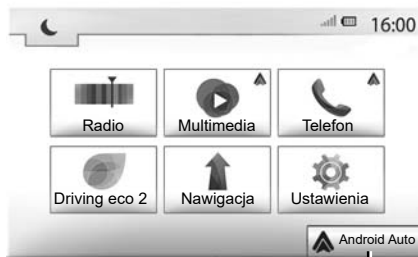 16:00
Radio
Multimedia
Telefon
Driving eco 2
Nawigacja
Ustawienia
Android Auto